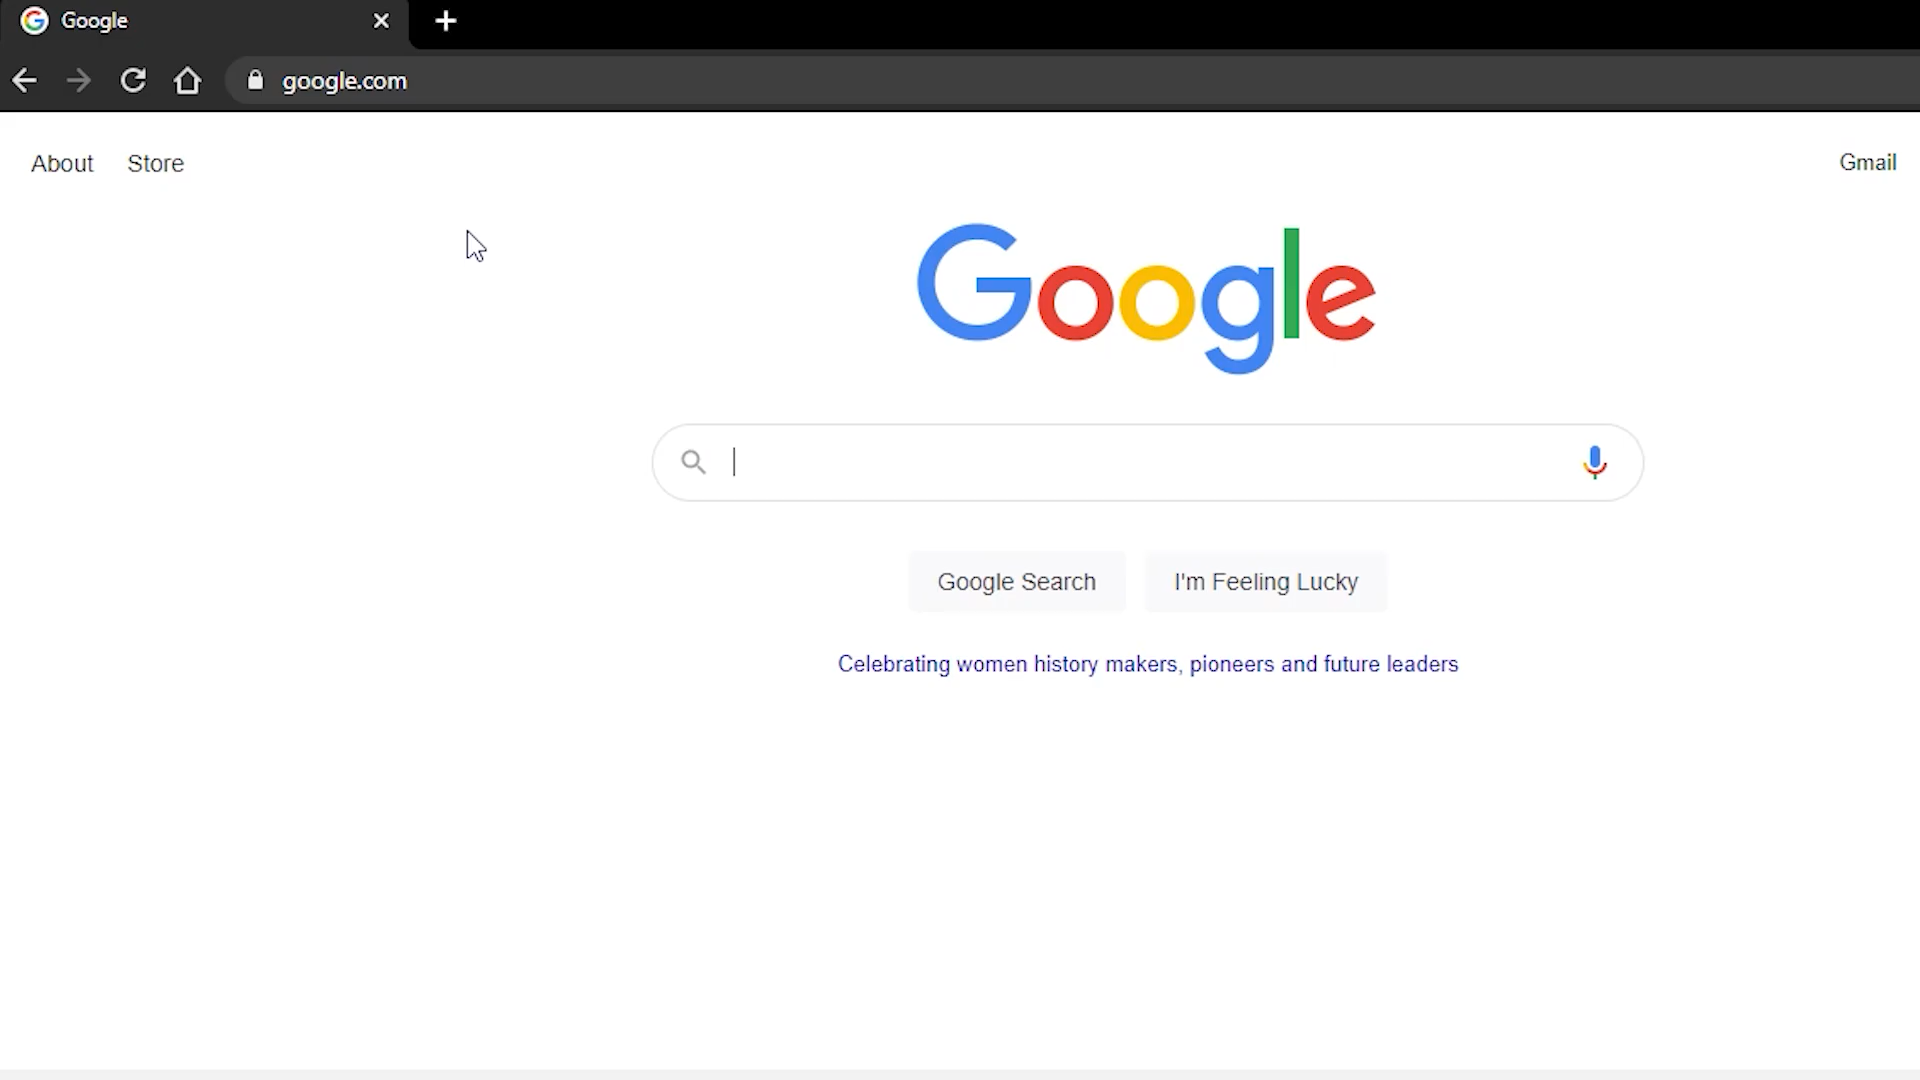 Google
google.com
About Store
Gmail
Google
Google Search
I'm Feeling Lucky
Celebrating women history makers, pioneers and future leaders